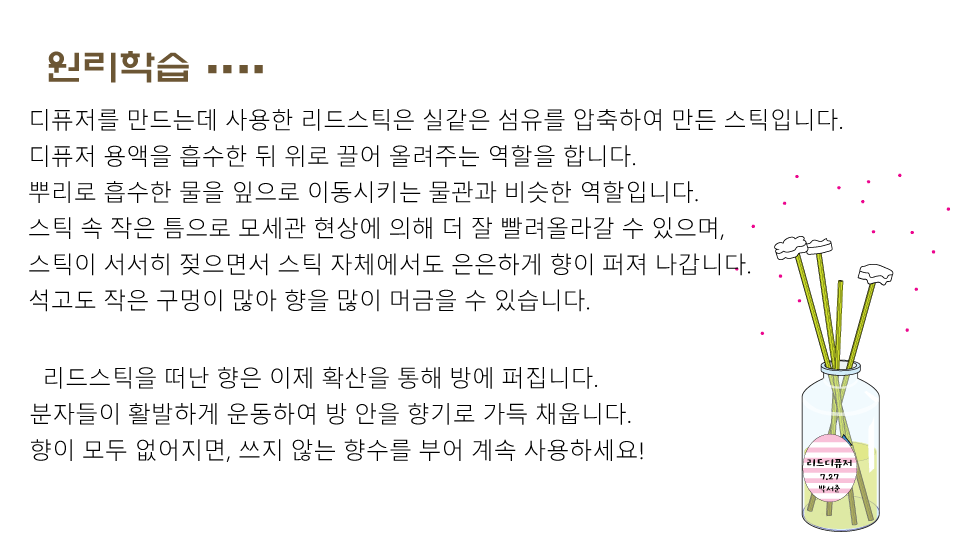 원리학습 ....
디퓨저를 만드는데 사용한 리드스틱은 실같은 섬유를 압축하여 만든 스틱입니다.
디퓨저 용액을 흡수한 뒤 위로 끌어 올려주는 역할을 합니다.
뿌리로 흡수한 물을 잎으로 이동시키는 물관과 비슷한 역할입니다.
스틱 속 작은 틈으로 모세관 현상에 의해 더 잘 빨려올라갈 수 있으며,
스틱이 서서히 젖으면서 스틱 자체에서도 은은하게 향이 퍼져 나갑니다.
석고도 작은 구멍이 많아 향을 많이 머금을 수 있습니다.
리드스틱을 떠난 향은 이제 확산을 통해 방에 퍼집니다.
분자들이 활발하게 운동하여 방 안을 향기로 가득 채웁니다.
향이 모두 없어지면, 쓰지 않는 향수를 부어 계속 사용하세요!
리드디퓨저
7.27
박서준